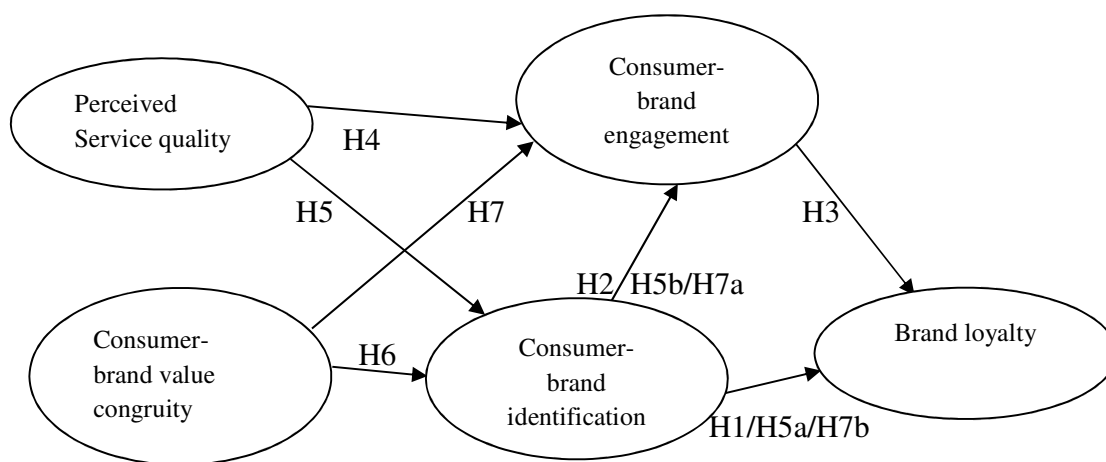 Perceived
Service quality
Consumer-
brand
engagement
H4
H5
H7
H3
H2
H5b/H7a
Consumer-
brand value
congruity
H6
Consumer-
brand
identification
Brand loyalty
H1/H5a/H7b